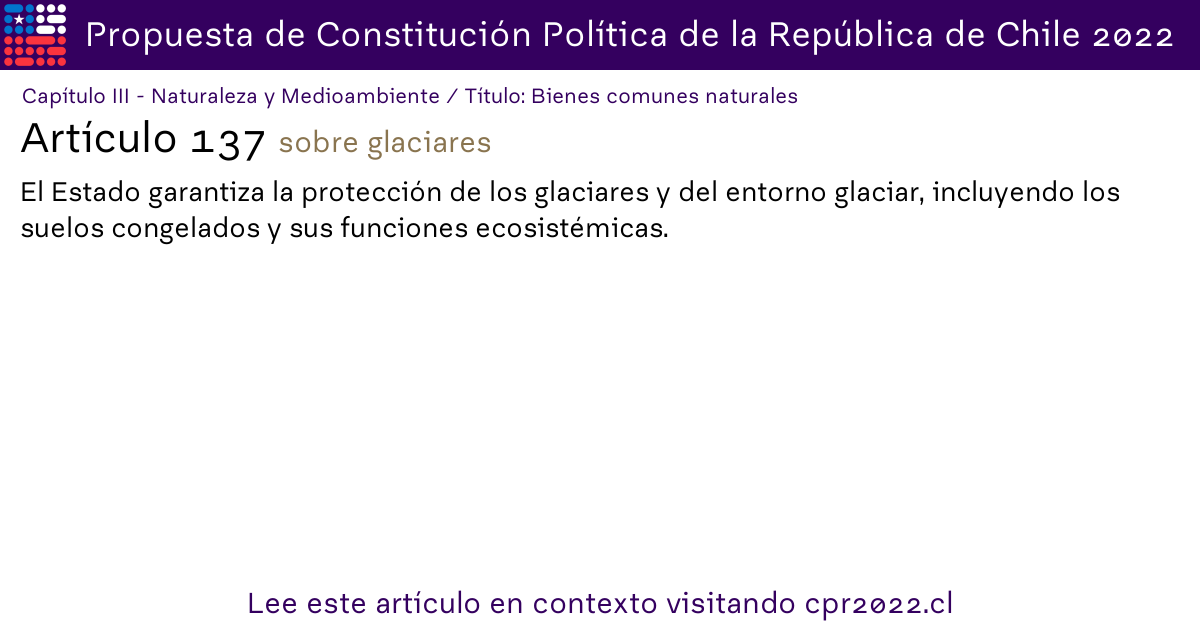 Propuesta de Constitución Política de la República de Chile 2022
Capítulo III - Naturaleza y Medioambiente / Título: Bienes comunes naturales
Artículo 137 sobre glaciares
El Estado garantiza la protección de los glaciares y del entorno glaciar, incluyendo los
suelos congelados y sus funciones ecosistémicas.
Lee este artículo en contexto visitando cpr2022.cl